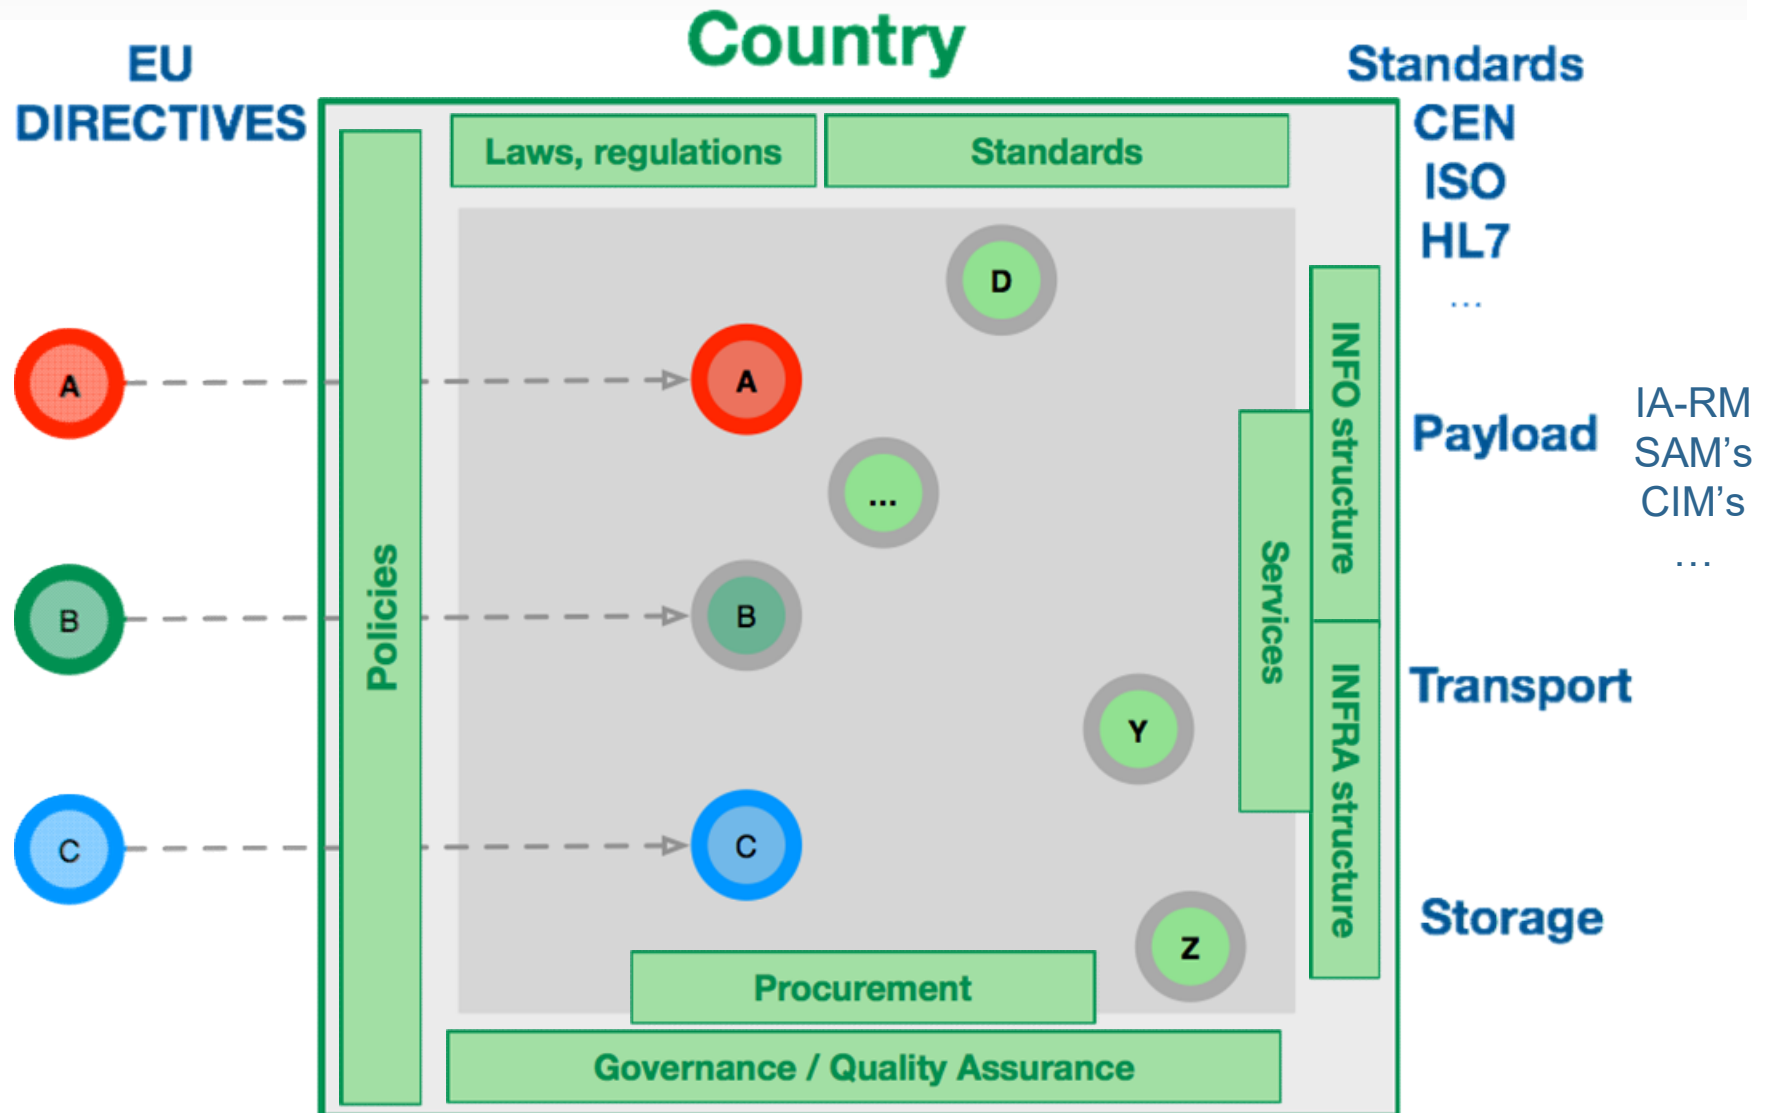 Country
EU
DIRECTIVES
Standards
CEN
ISO
HL7
...
Laws, regulations
Standards
Policies
D
A
A
...
B
B
Y
C
C
Z
Services
INFO structure
INFRA structure
Payload
IA-RM
SAM’s
CIM’s
...
Transport
Storage
Procurement
Governance / Quality Assurance